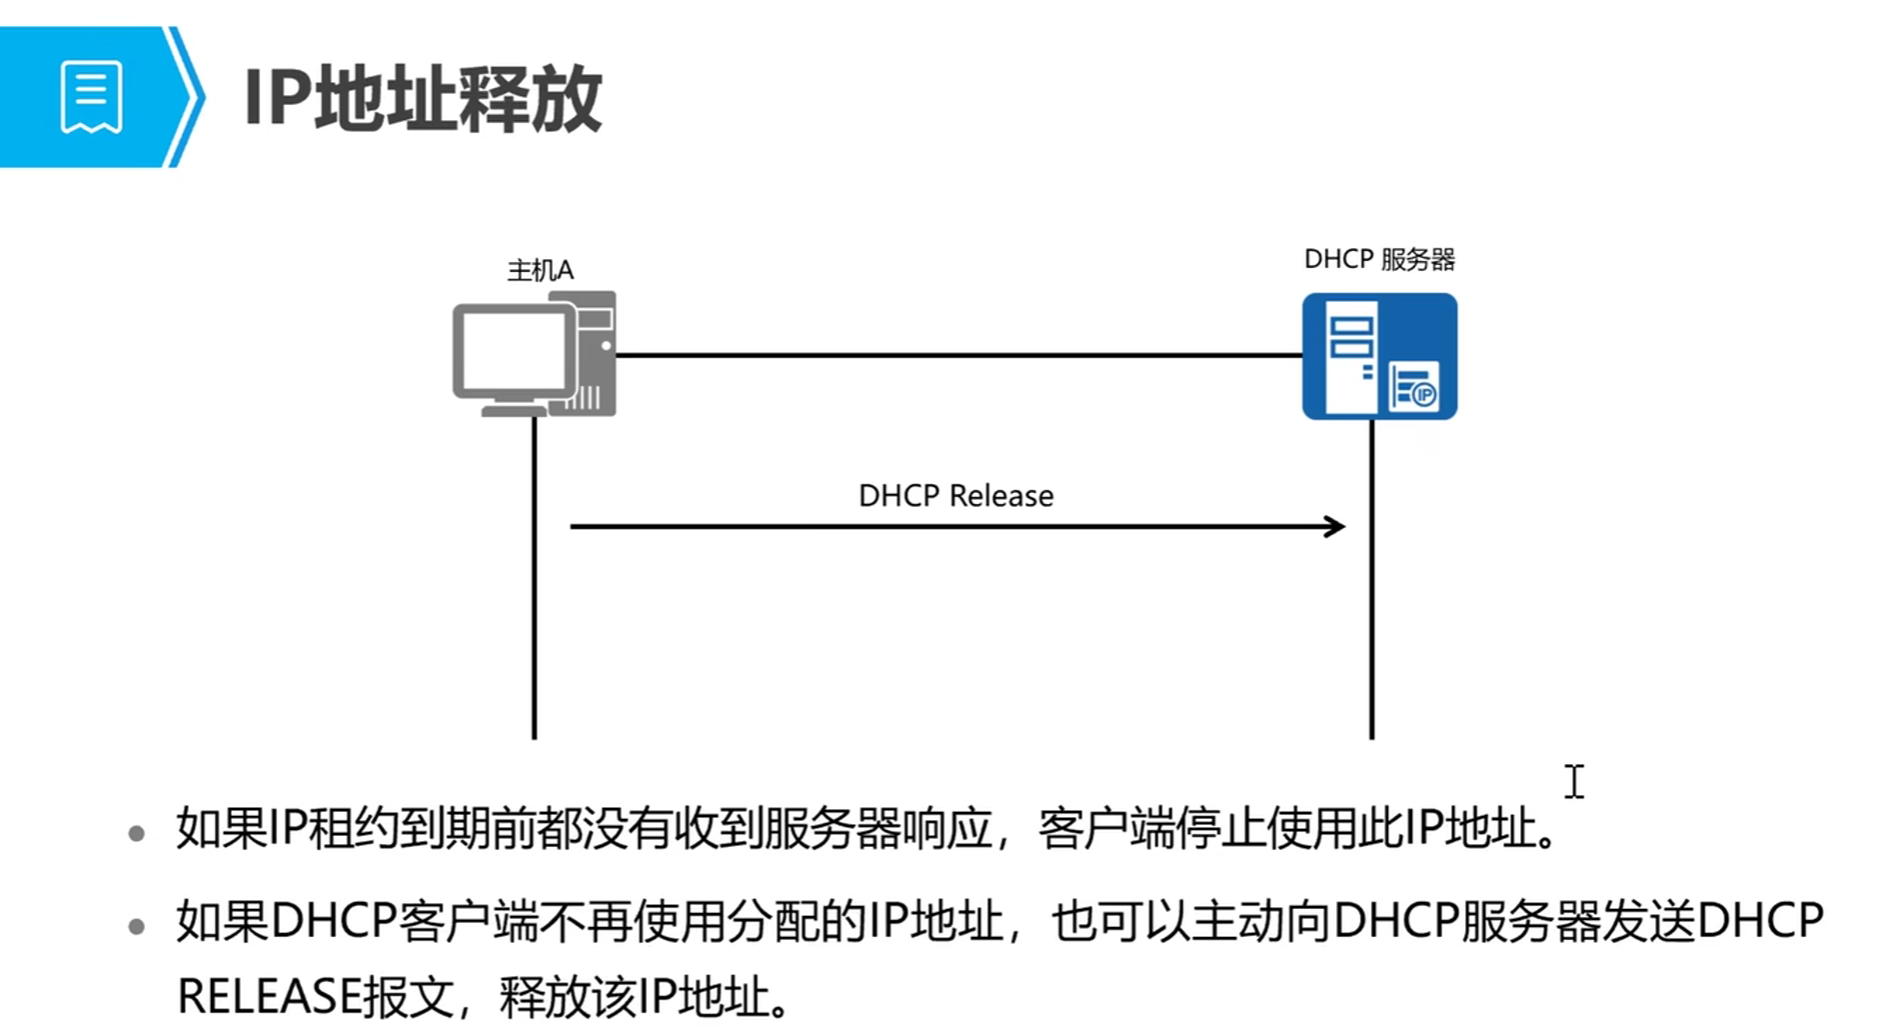 IP地址释放
主机A
DHCP 服务器
IP
DHCP Release
如果IP租约到期前都没有收到服务器响应，客户端停止使用此IP地址。
如果DHCP客户端不再使用分配的IP地址，也可以主动向DHCP服务器发送DHCP
RELEASE报文，释放该IP地址。